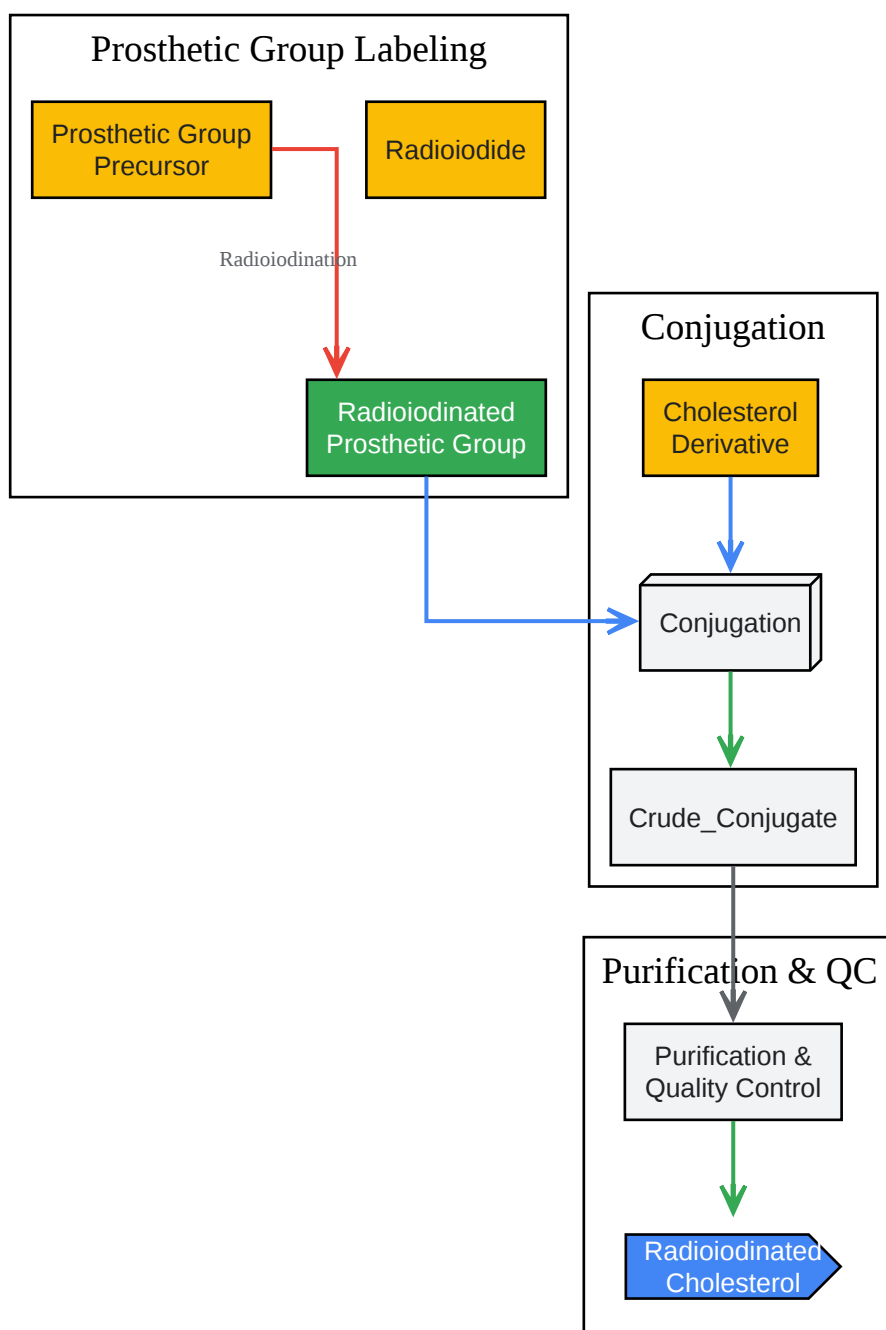 Prosthetic Group Labeling
Prosthetic Group
Precursor
Radioiodide
Radioiodination
Radioiodinated
Prosthetic Group
Conjugation
Cholesterol
Derivative
Conjugation
Crude_Conjugate
Purification & QC
Purification &
Quality Control
Radioiodinated
Cholesterol